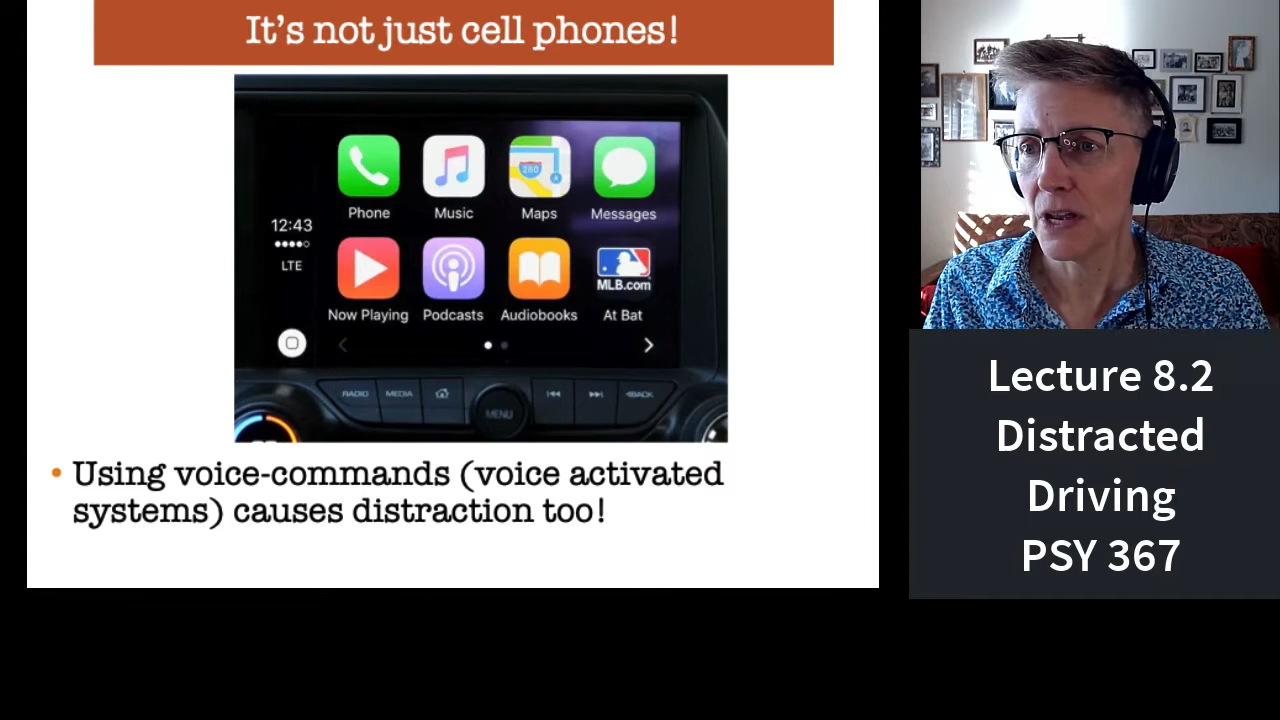 It's not just cell phones!
280
Phone
Music
Maps
Messages
12:43
LTE
MLB.com
Now Playing
Podcasts
Audiobooks
At Bat
RADIO
MEDIA
MENU
BACK
• Using voice-commands (voice activated
systems) causes distraction too!
Lecture 8.2
Distracted
Driving
PSY 367